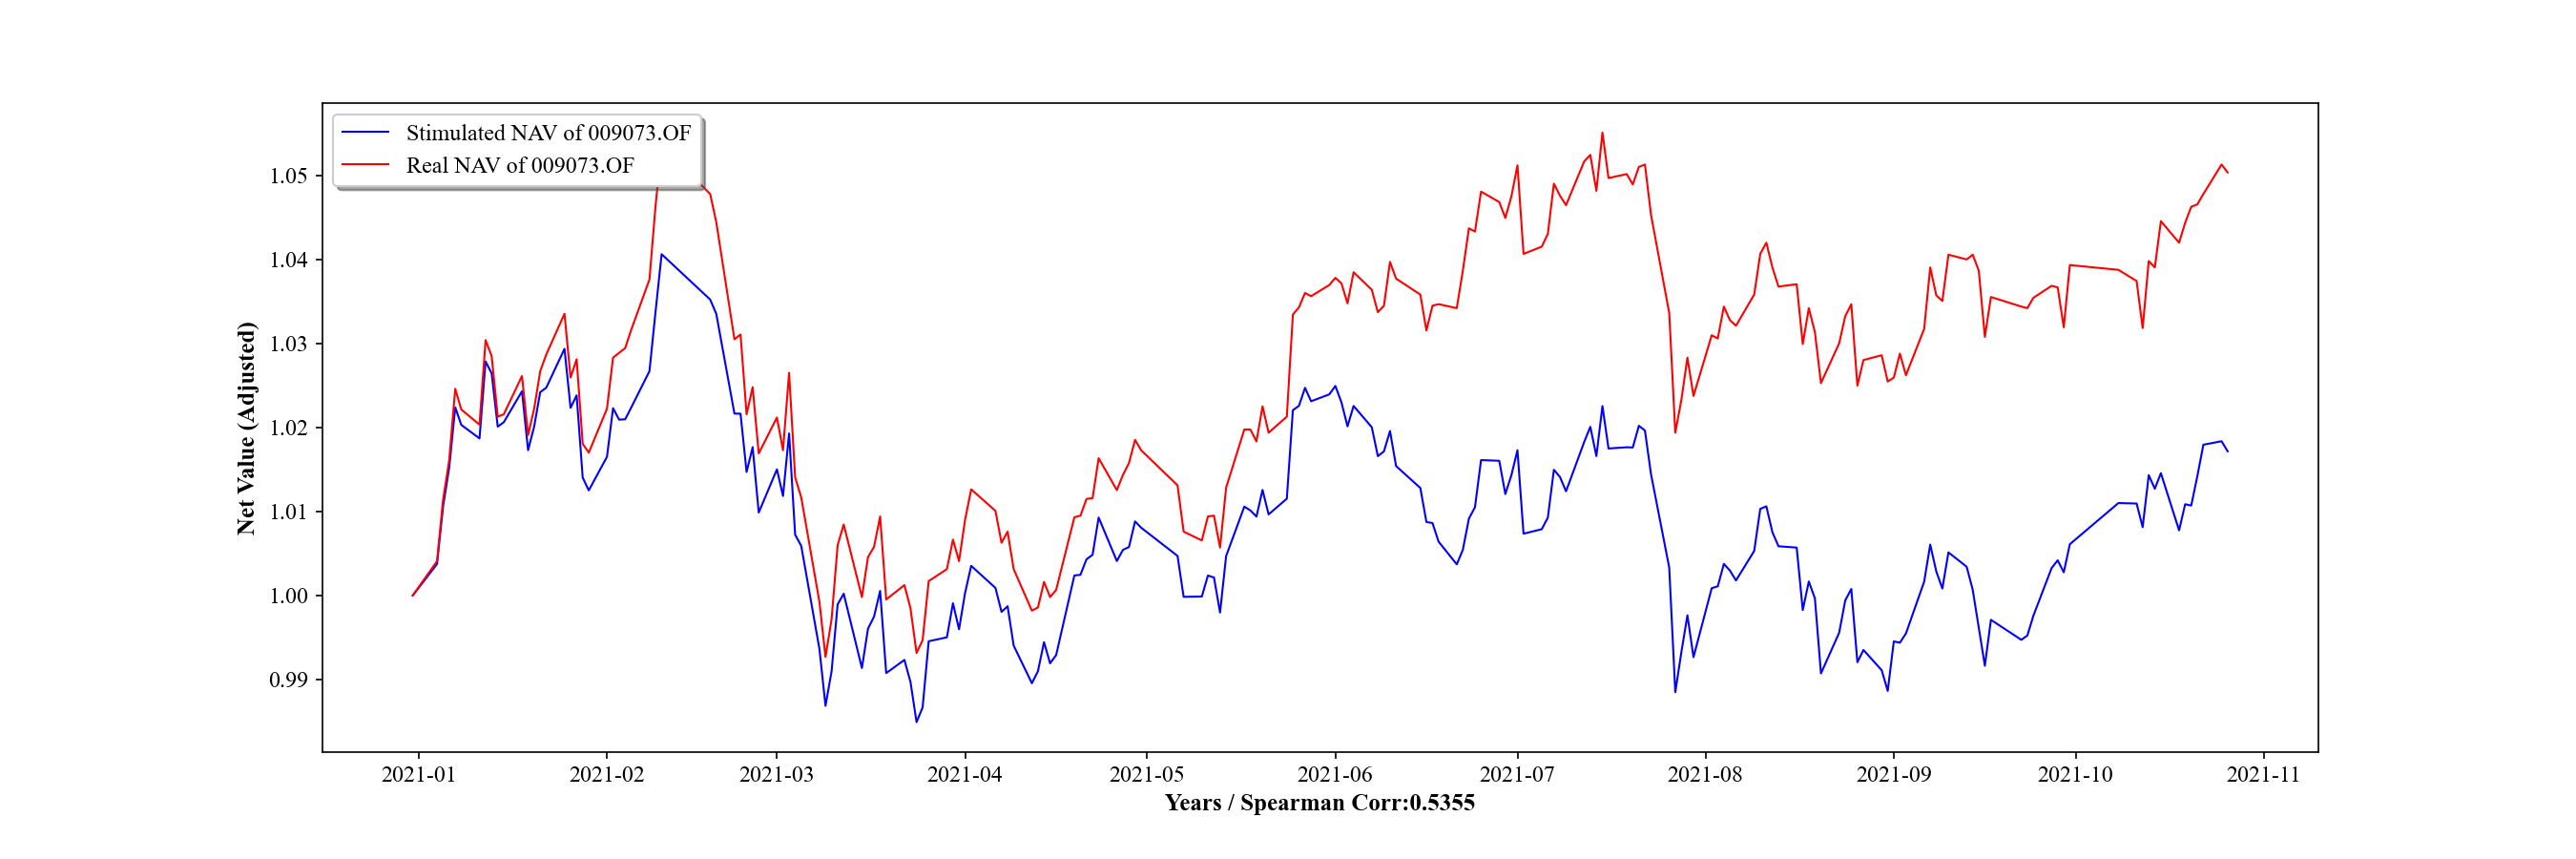 Stimulated NAV of 009073.OF
Real NAV of 009073.OF
Net Value (Adjusted)
1.05
1.04
1.03
1.02
1.01
1.00
0.99
2021-01 2021-02 2021-03 2021-04 2021-05 2021-06 2021-07 2021-08 2021-09 2021-10 2021-11
Years / Spearman Corr:0.5355